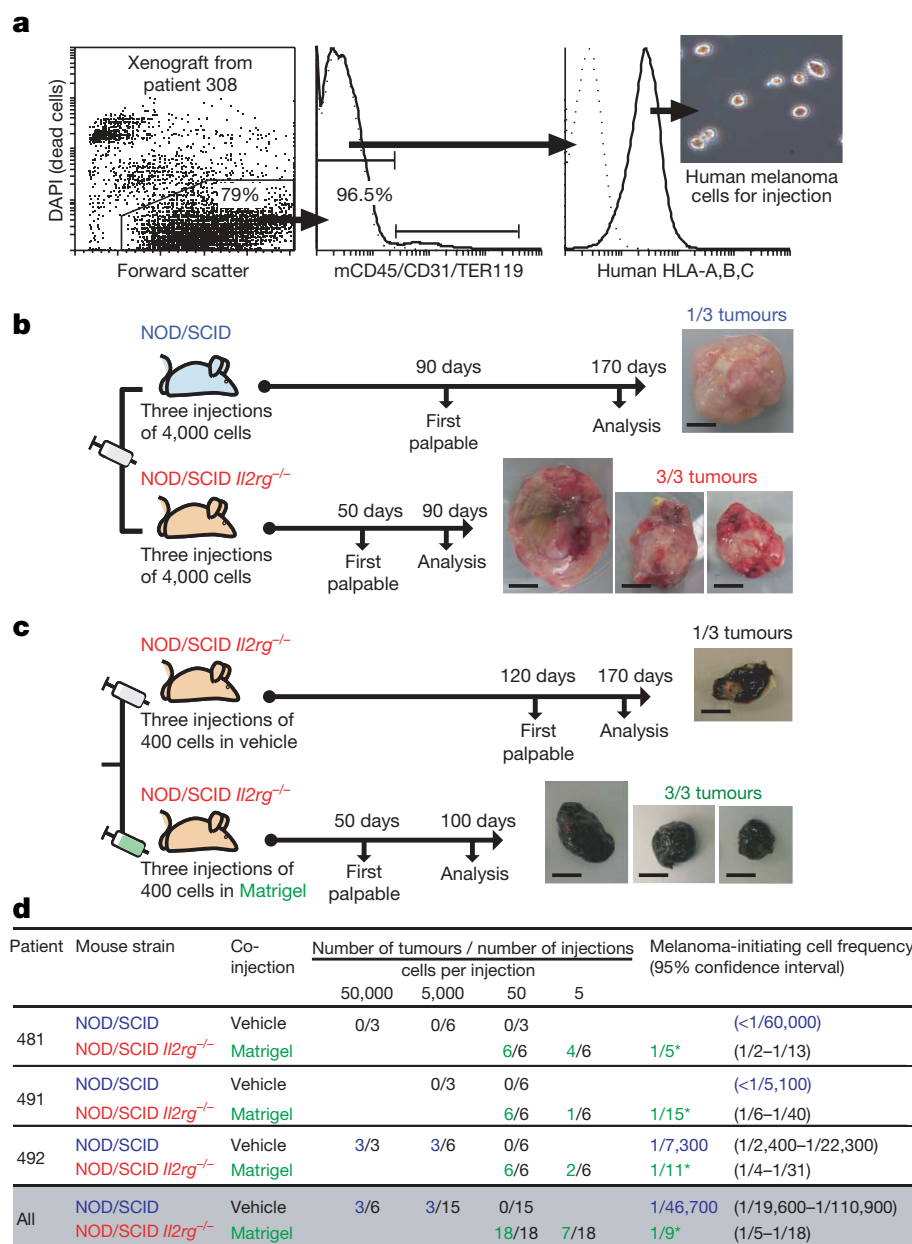 a
Xenograft from
patient 308
79%
96.5%
DAPI (dead cells)
Forward scatter
mCD45/CD31/TER119
Human HLA-A,B,C
Human melanoma
cells for injection
b
NOD/SCID
Three injections
of 4,000 cells
90 days
170 days
First
palpable
Analysis
1/3 tumours
NOD/SCID Il2rg–/–
Three injections
of 4,000 cells
50 days
90 days
First
palpable
Analysis
3/3 tumours
c
NOD/SCID Il2rg–/–
Three injections of
400 cells in vehicle
120 days
170 days
First
palpable
Analysis
1/3 tumours
NOD/SCID Il2rg–/–
Three injections of
400 cells in Matrigel
50 days
100 days
First
palpable
Analysis
3/3 tumours
d
Patient Mouse strain Co-injection Number of tumours / number of injections Melanoma-initiating cell frequency
cells per injection (95% confidence interval)
50,000 5,000 50 5
481 NOD/SCID Vehicle 0/3 0/6 0/3 (<1/60,000)
NOD/SCID Il2rg–/– Matrigel 6/6 4/6 1/5* (1/2–1/13)
491 NOD/SCID Vehicle 0/3 0/6 (<1/5,100)
NOD/SCID Il2rg–/– Matrigel 6/6 1/6 1/15* (1/6–1/40)
492 NOD/SCID Vehicle 3/3 3/6 0/6 1/7,300 (1/2,400–1/22,300)
NOD/SCID Il2rg–/– Matrigel 6/6 2/6 1/11* (1/4–1/31)
All NOD/SCID Vehicle 3/6 3/15 0/15 1/46,700 (1/19,600–1/110,900)
NOD/SCID Il2rg–/– Matrigel 18/18 7/18 1/9* (1/5–1/18)